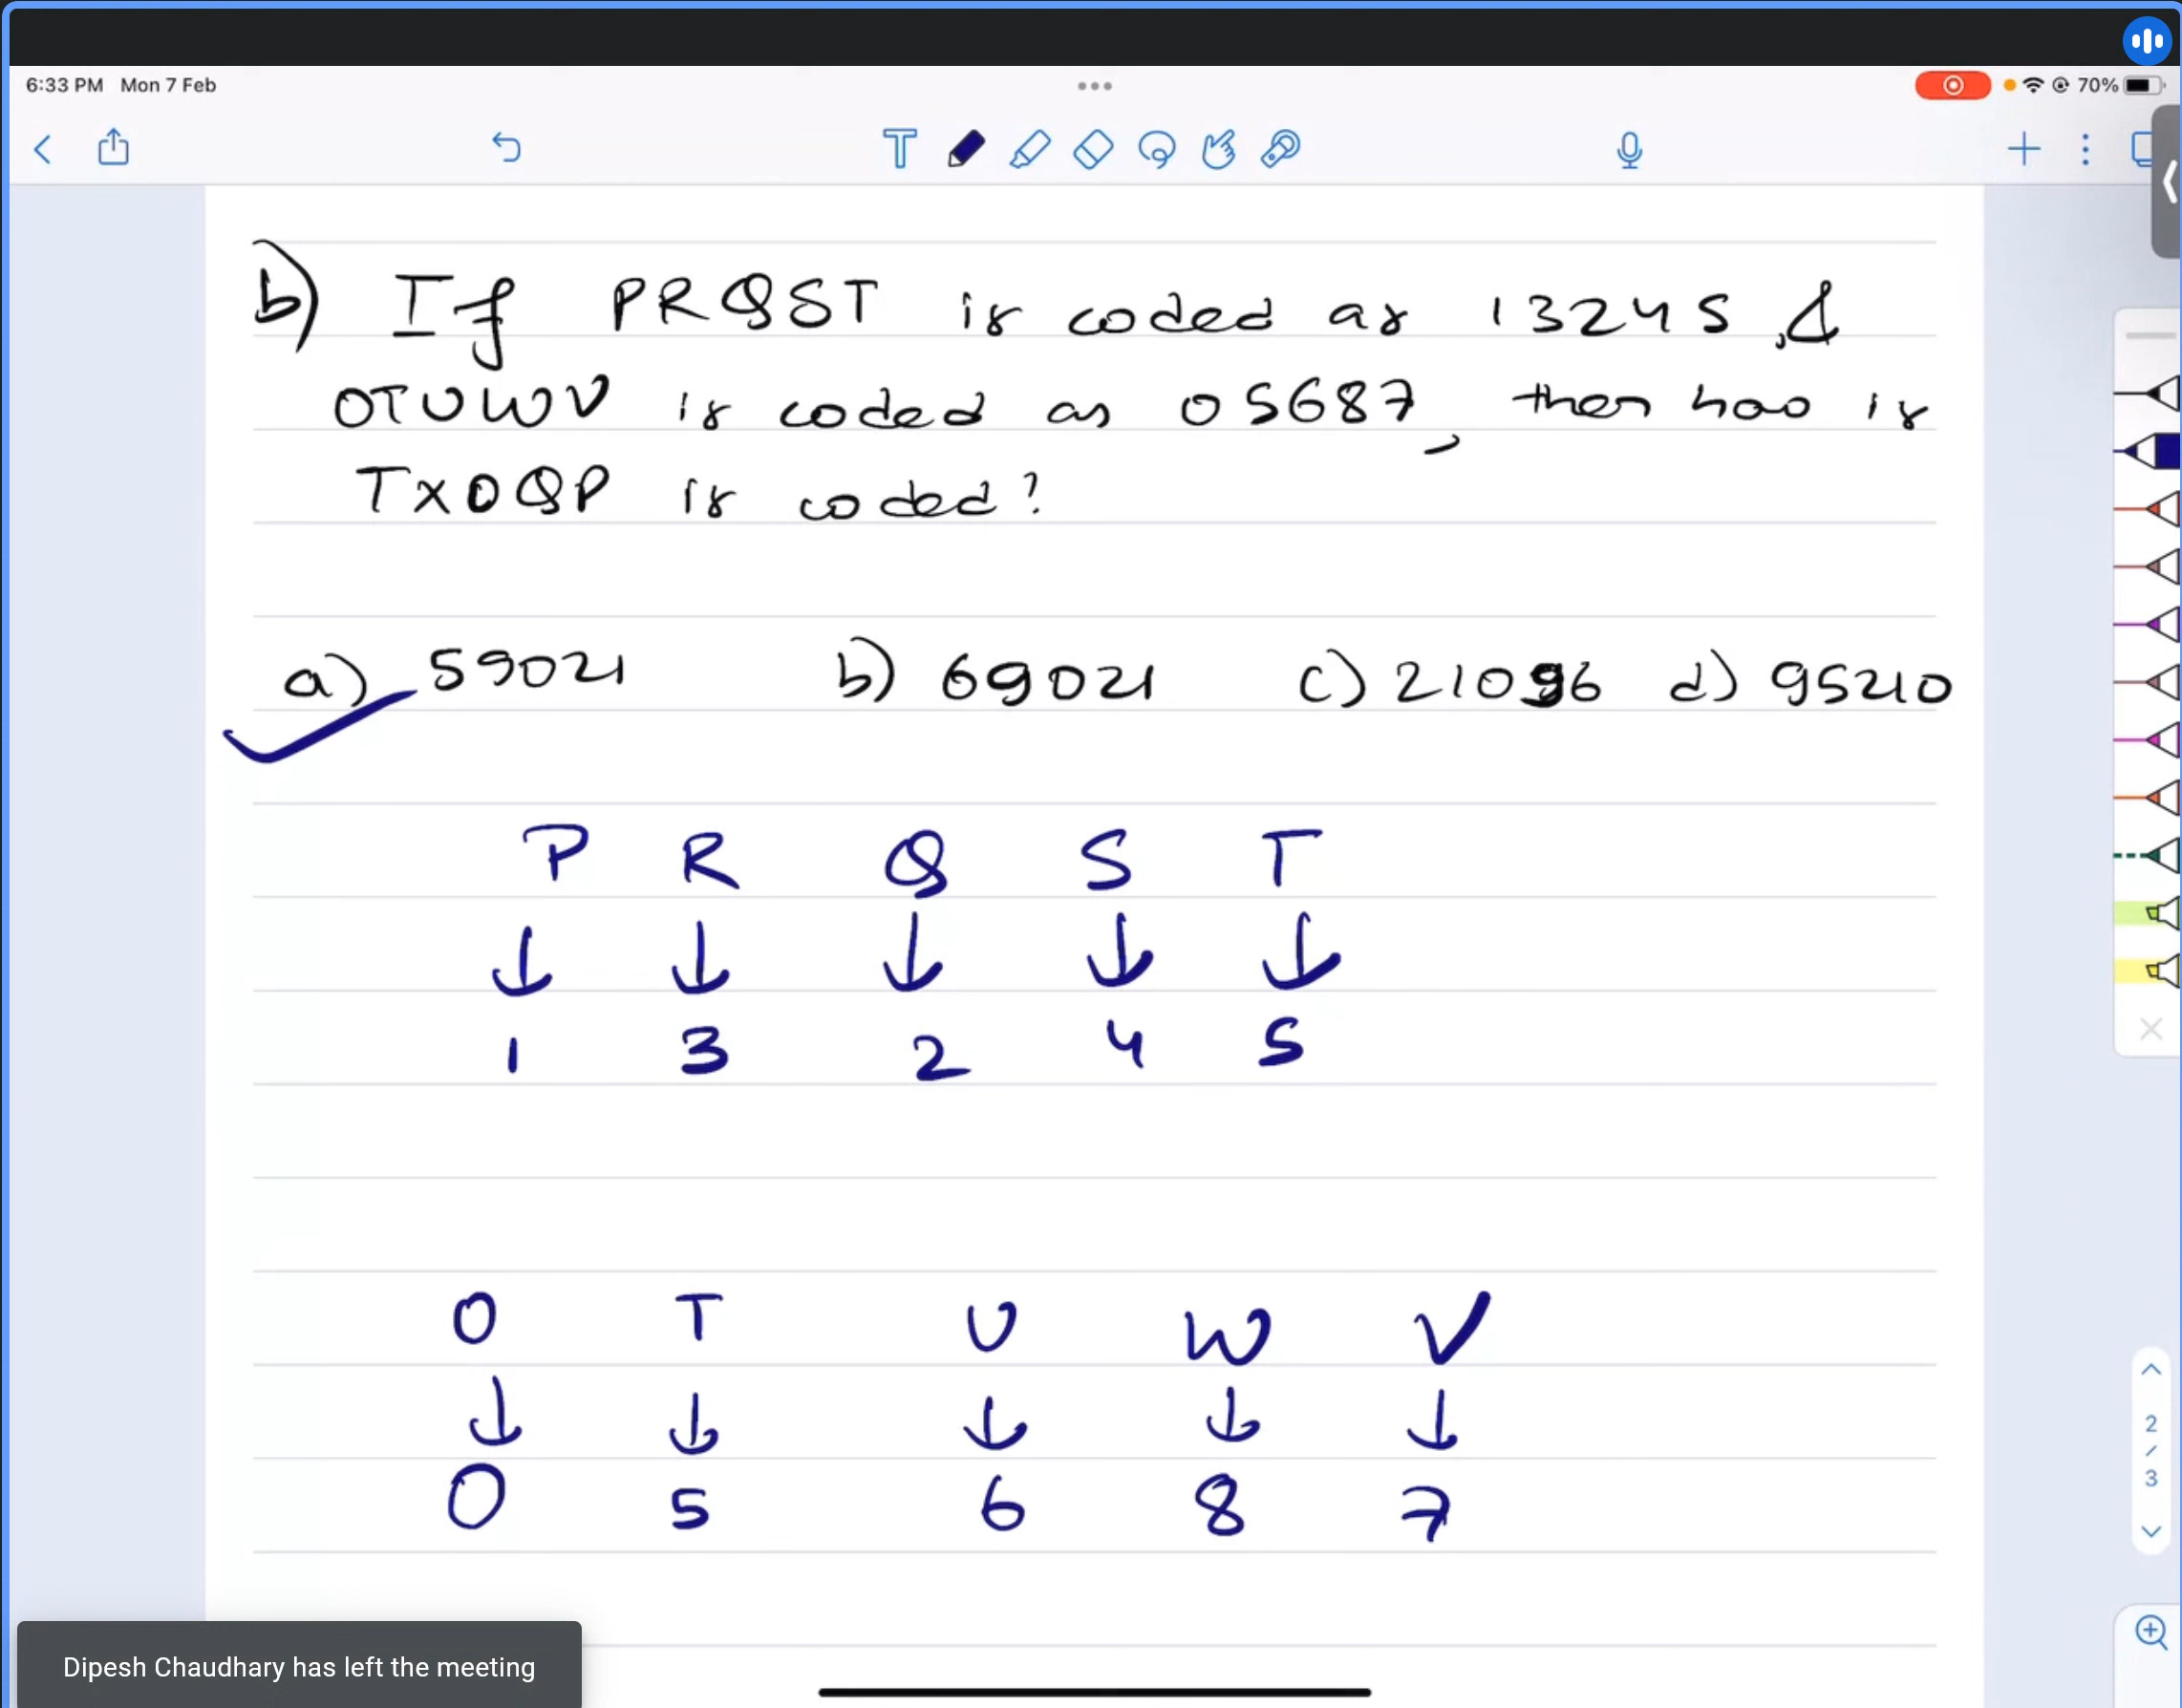 6:33 PM Mon 7 Feb
70%
b) If PRQST is coded as 13245, &
OTUWV is coded as 05687, then how is
TXOQP is coded?
a) 59021 b) 69021 c) 21096 d) 95210
P R Q S T
↓ ↓ ↓ ↓ ↓
1 3 2 4 5
O T U W V
↓ ↓ ↓ ↓ ↓
0 5 6 8 7
2
/
3
Dipesh Chaudhary has left the meeting